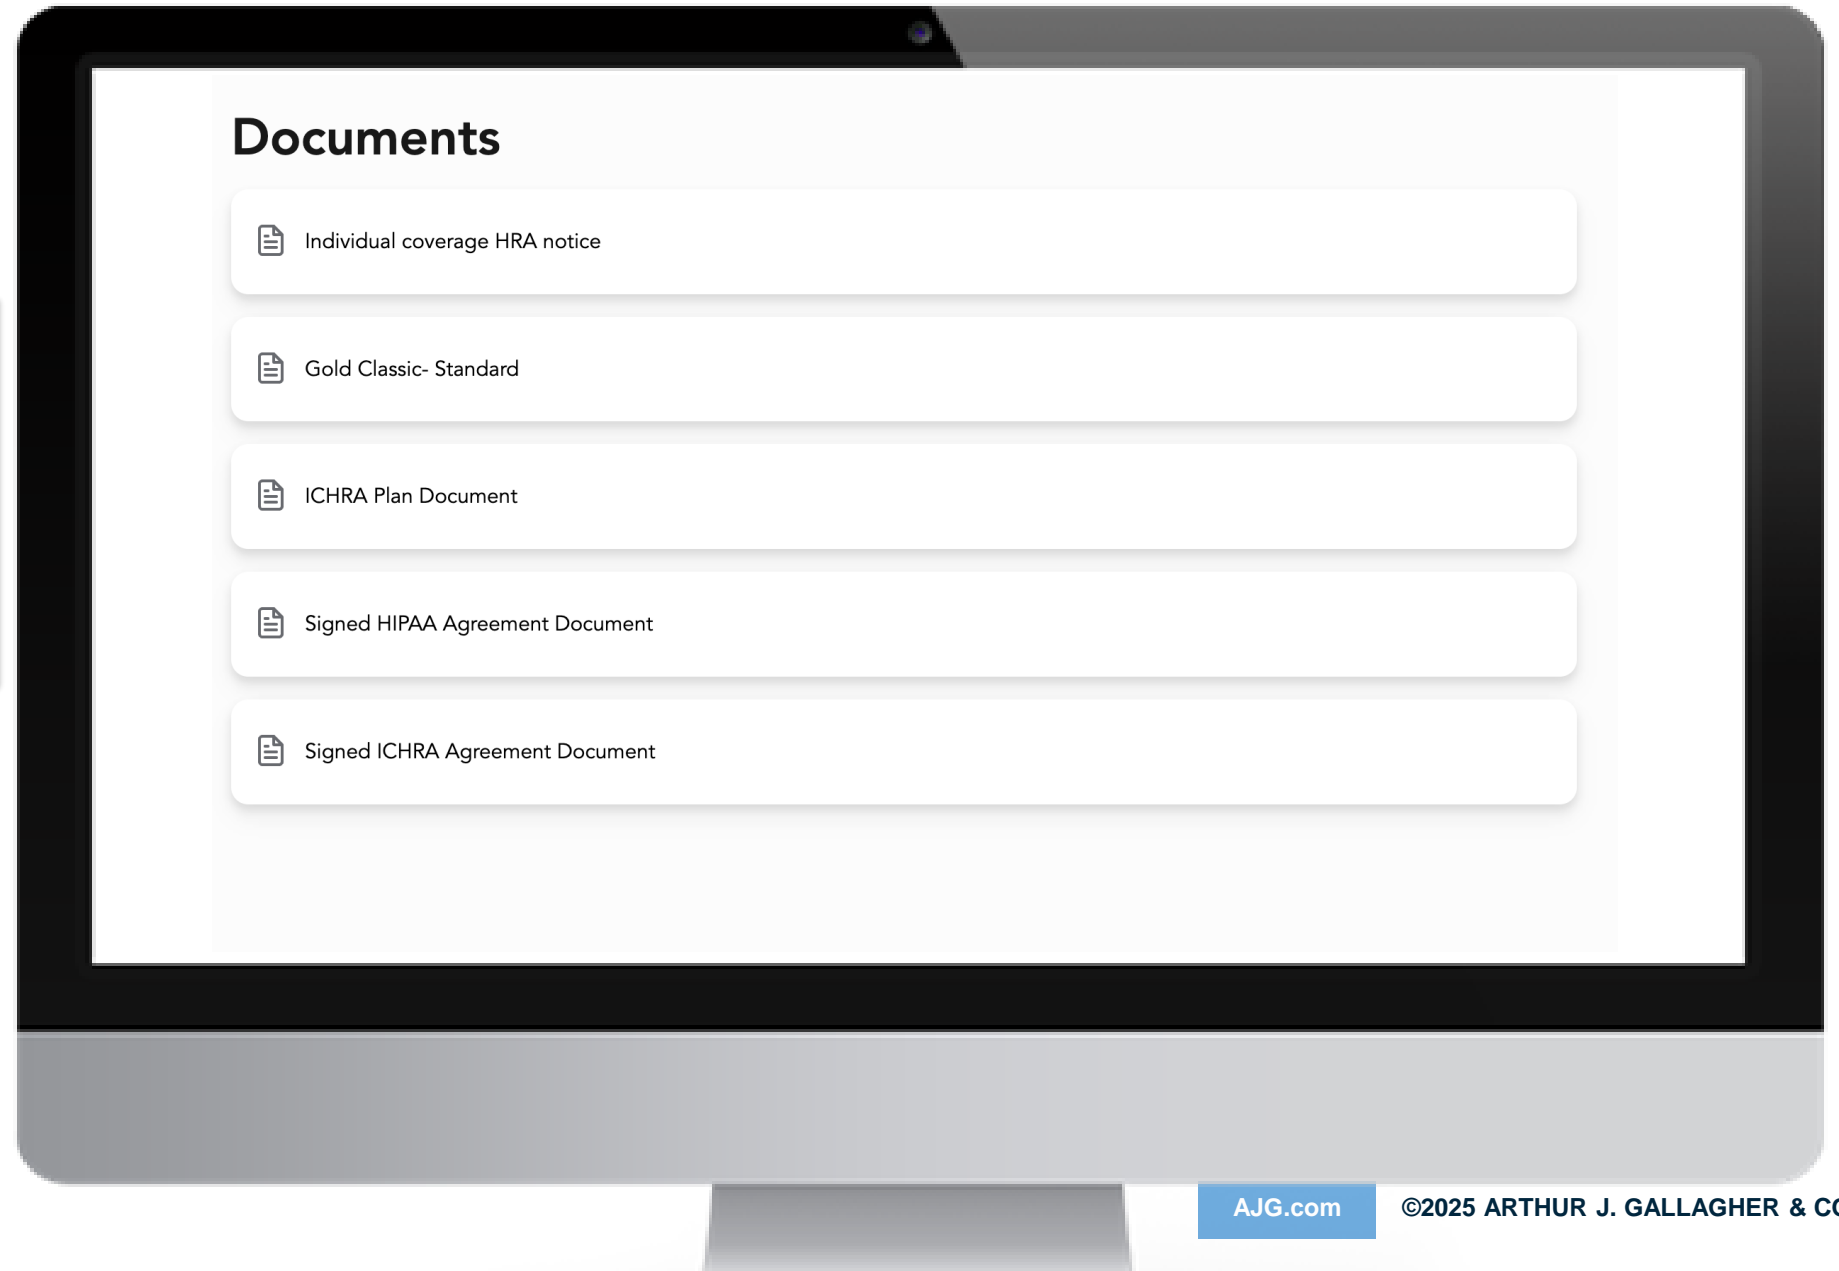 Documents
Individual coverage HRA notice
Gold Classic- Standard
ICHRA Plan Document
Signed HIPAA Agreement Document
Signed ICHRA Agreement Document
AJG.com
©2025 ARTHUR J. GALLAGHER &